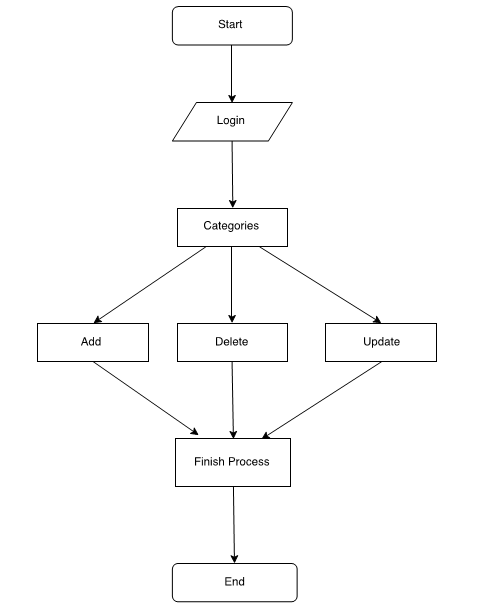 Start
Login
Categories
Add
Delete
Update
Finish Process
End